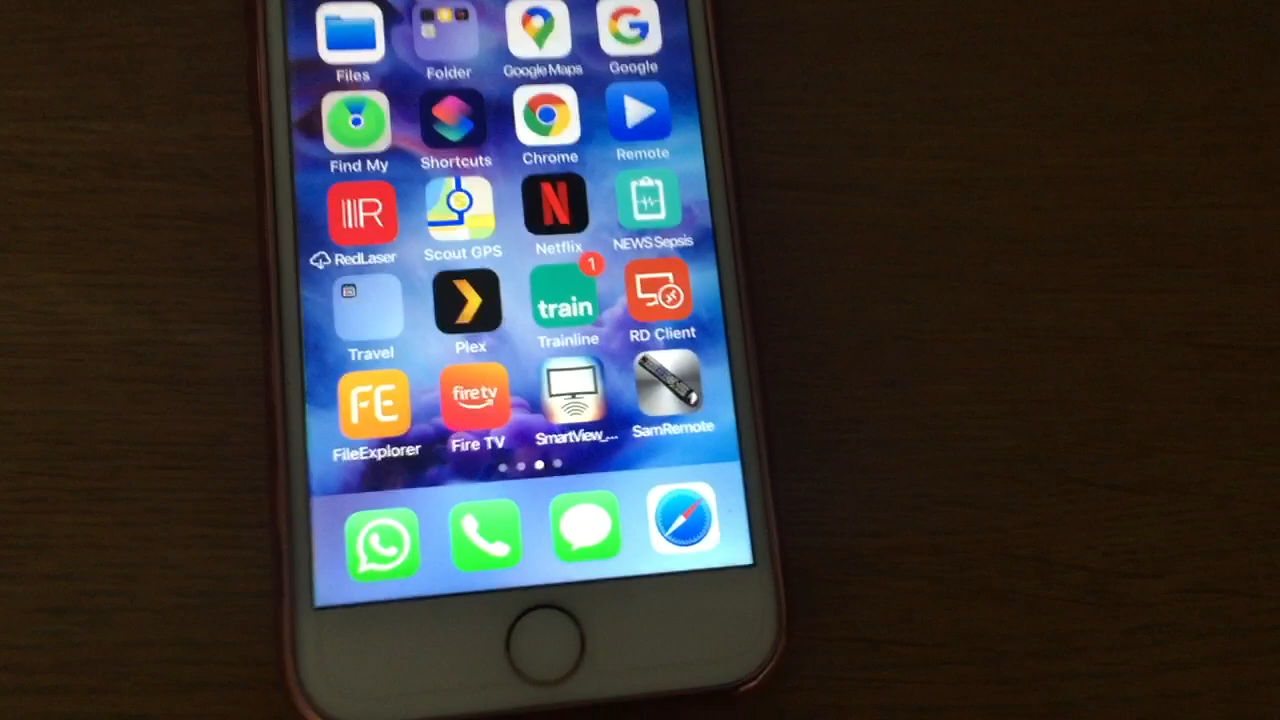 Files Folder Google Maps Google
Find My Shortcuts Chrome Remote
R S N
RedLaser Scout GPS Netflix NEWS Sepsis
train 1
Travel Plex Trainline RD Client
FE fire tv
FileExplorer Fire TV SmartView_... SamRemote